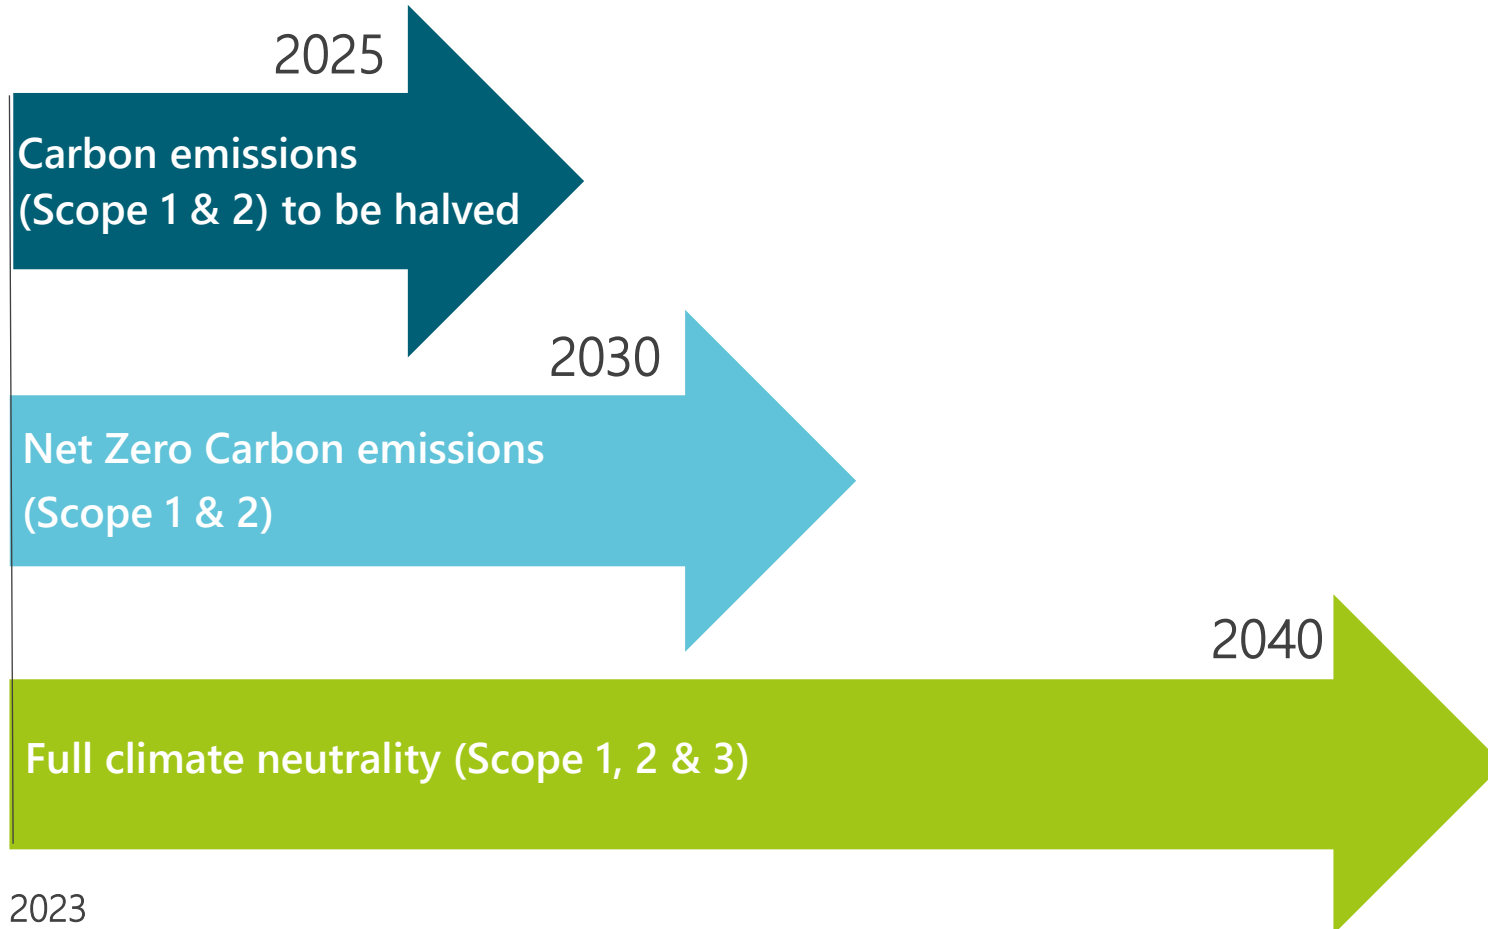 2025
Carbon emissions
(Scope 1 & 2) to be halved
2030
Net Zero Carbon emissions
(Scope 1 & 2)
2040
Full climate neutrality (Scope 1, 2 & 3)
2023